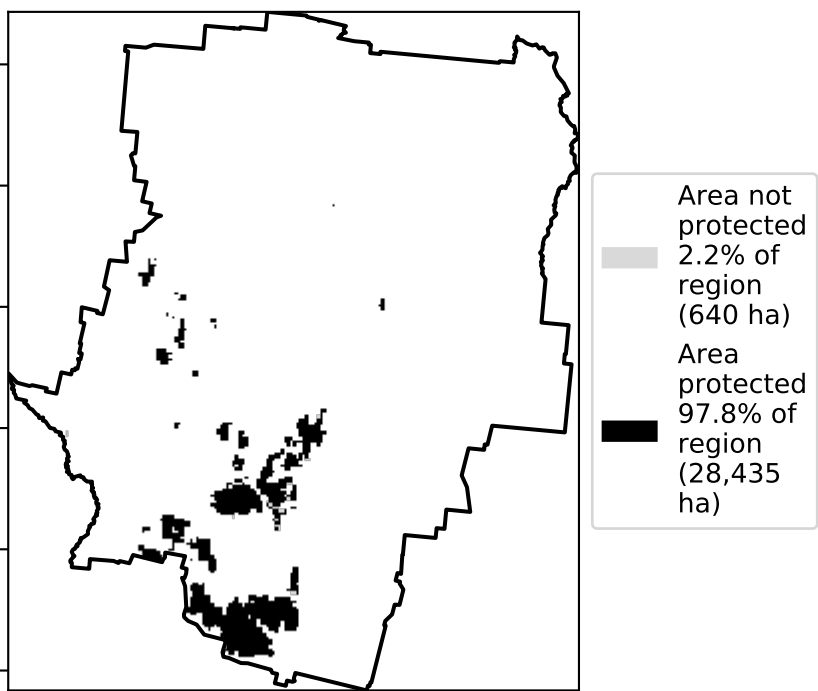 Area not
protected
2.2% of
region
(640 ha)
Area
protected
97.8% of
region
(28,435
ha)